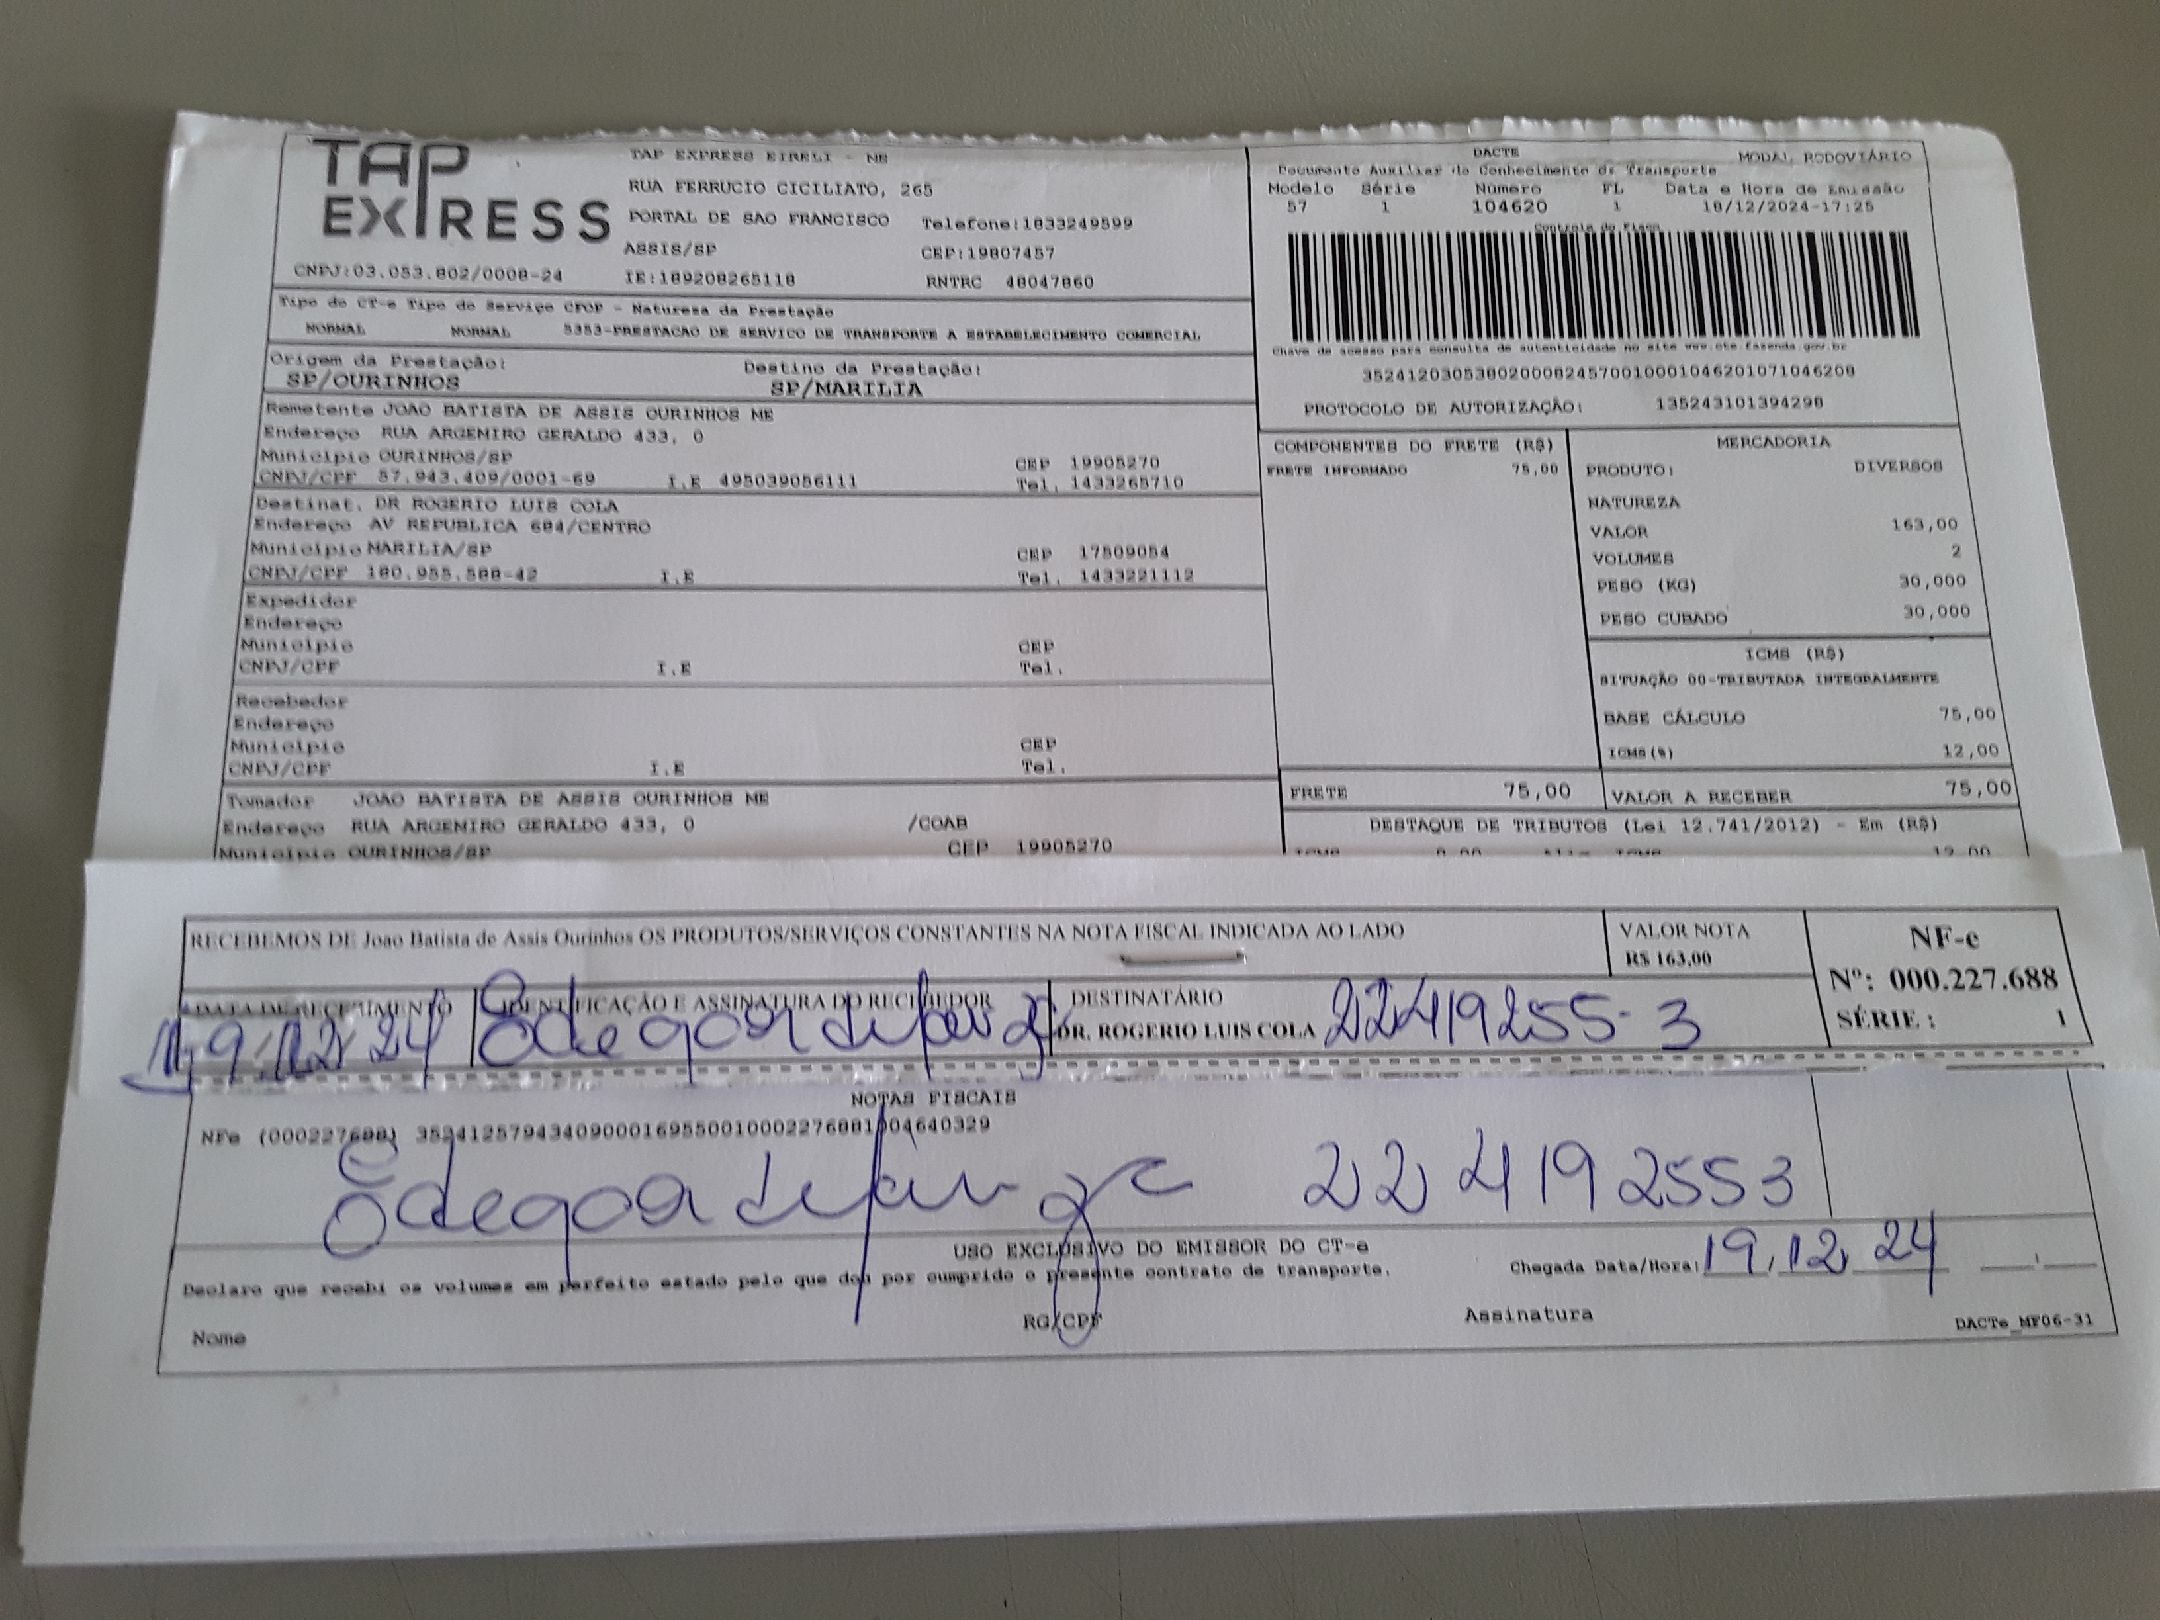 TAP EXPRESS
TAP EXPRESS EIRELI - ME
RUA FERRUCIO CICILIATO, 265
PORTAL DE SAO FRANCISCO Telefone:1833249599
ASSIS/SP CEP:19807457
CNPJ:03.053.802/0008-24 IE:189208265118 RNTRC 48047860
Tipo do CT-e Tipo do Serviço CFOP - Natureza da Prestação
NORMAL NORMAL 5353-PRESTACAO DE SERVICO DE TRANSPORTE A ESTABELECIMENTO COMERCIAL
Origem da Prestação: Destino da Prestação:
SP/OURINHOS SP/MARILIA
Remetente JOAO BATISTA DE ASSIS OURINHOS ME
Endereço RUA ARGEMIRO GERALDO 433, 0
Município OURINHOS/SP CEP 19905270
CNPJ/CPF 57.943.409/0001-69 I.E 495039056111 Tel. 1433265710
Destinat. DR ROGERIO LUIS COLA
Endereço AV REPUBLICA 684/CENTRO
Município MARILIA/SP CEP 17509054
CNPJ/CPF 180.955.588-42 I.E Tel. 1433221112
Expedidor
Endereço
Município CEP
CNPJ/CPF I.E Tel.
Recebedor
Endereço
Município CEP
CNPJ/CPF I.E Tel.
Tomador JOAO BATISTA DE ASSIS OURINHOS ME
Endereço RUA ARGEMIRO GERALDO 433, 0 /COAB
Município OURINHOS/SP CEP 19905270
DACTE MODAL RODOVIÁRIO
Documento Auxiliar do Conhecimento de Transporte
Modelo Série Número FL Data e Hora de Emissão
57 1 104620 1 18/12/2024-17:25
Controle do Fisco
Chave de acesso para consulta de autenticidade no site www.cte.fazenda.gov.br
35241203053802000824570010001046201071046208
PROTOCOLO DE AUTORIZAÇÃO: 135243101394298
COMPONENTES DO FRETE (R$)
FRETE INFORMADO 75,00
MERCADORIA
PRODUTO: DIVERSOS
NATUREZA
VALOR 163,00
VOLUMES 2
PESO (KG) 30,000
PESO CUBADO 30,000
ICMS (R$)
SITUAÇÃO 00-TRIBUTADA INTEGRALMENTE
BASE CÁLCULO 75,00
ICMS(%) 12,00
FRETE 75,00 VALOR A RECEBER 75,00
DESTAQUE DE TRIBUTOS (Lei 12.741/2012) - Em (R$)
RECEBEMOS DE Joao Batista de Assis Ourinhos OS PRODUTOS/SERVIÇOS CONSTANTES NA NOTA FISCAL INDICADA AO LADO
VALOR NOTA
R$ 163,00
NF-e
Nº: 000.227.688
SÉRIE : 1
DATA DE RECEBIMENTO IDENTIFICAÇÃO E ASSINATURA DO RECEBEDOR DESTINATÁRIO
19.12.24 DR. ROGERIO LUIS COLA 22419255-3
NOTAS FISCAIS
NFe (000227688) 35241257943409000169550010002276881004640329
224192553
USO EXCLUSIVO DO EMISSOR DO CT-e
Declaro que recebi os volumes em perfeito estado pelo que dou por cumprido o presente contrato de transporte. Chegada Data/Hora: 19.12.24
Nome RG/CPF Assinatura
DACTe_MF06-31